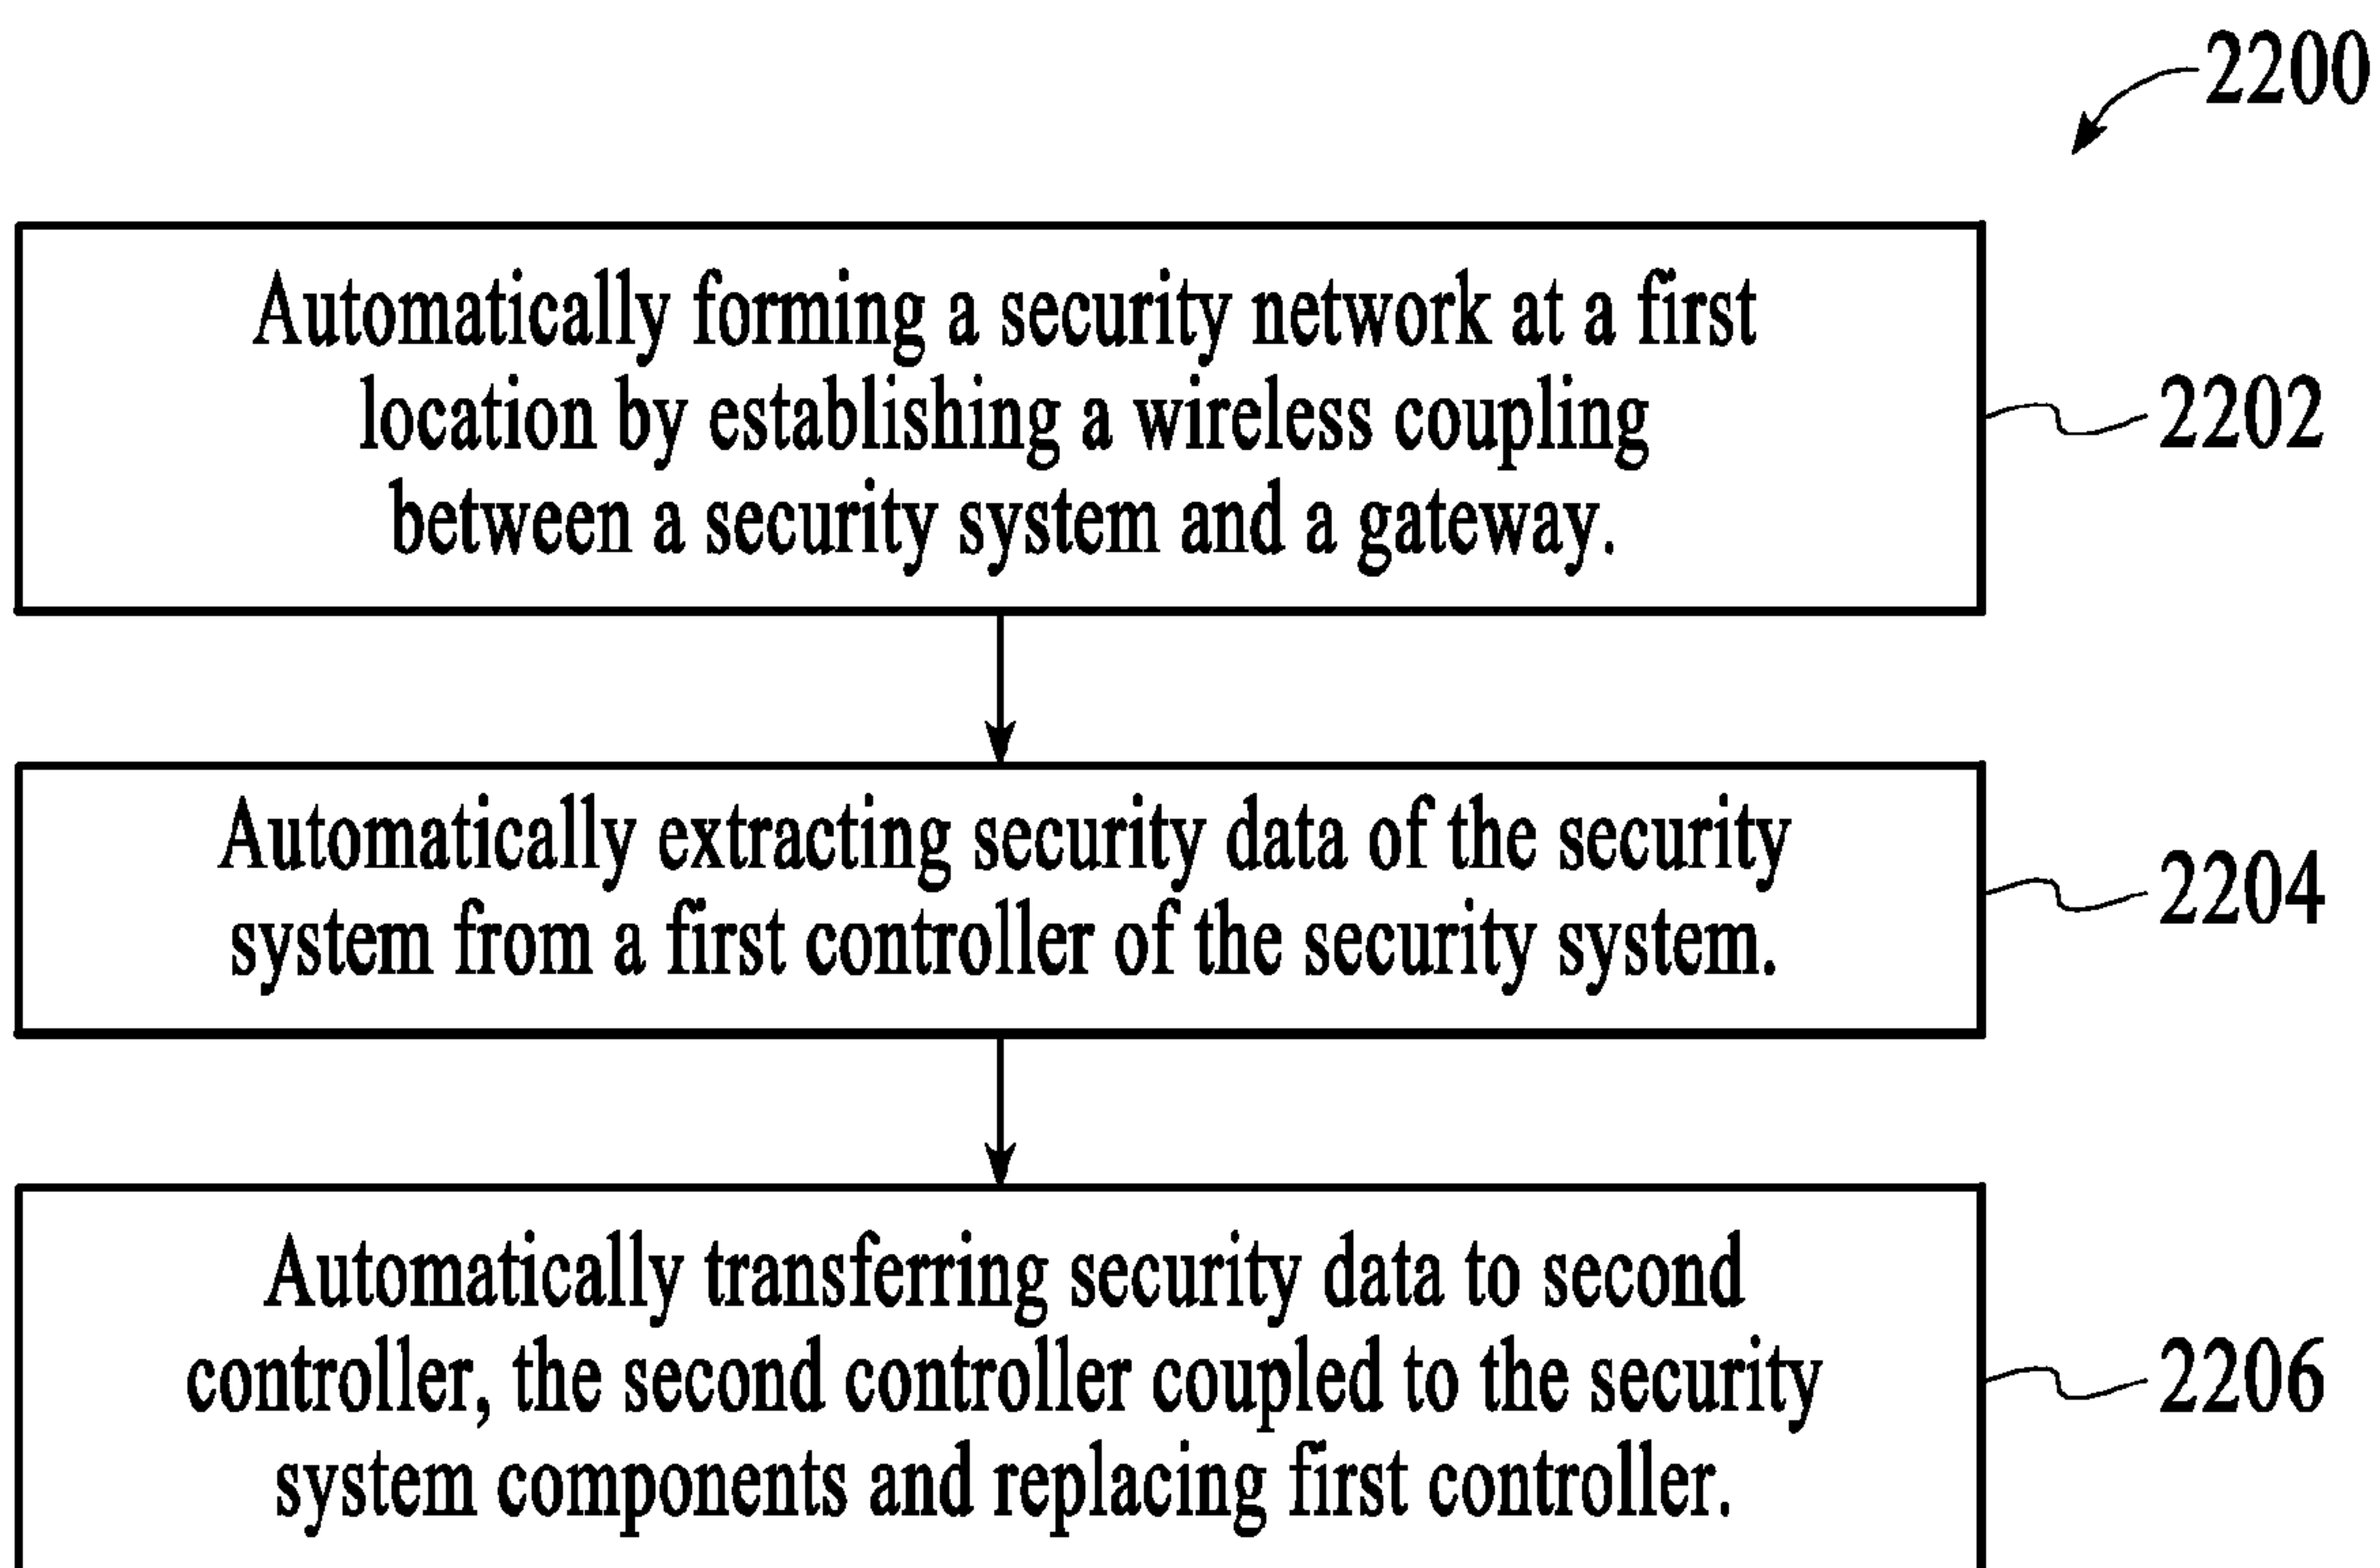 2200
Automatically forming a security network at a first
location by establishing a wireless coupling
between a security system and a gateway.
2202
Automatically extracting security data of the security
system from a first controller of the security system.
2204
Automatically transferring security data to second
controller, the second controller coupled to the security
system components and replacing first controller.
2206